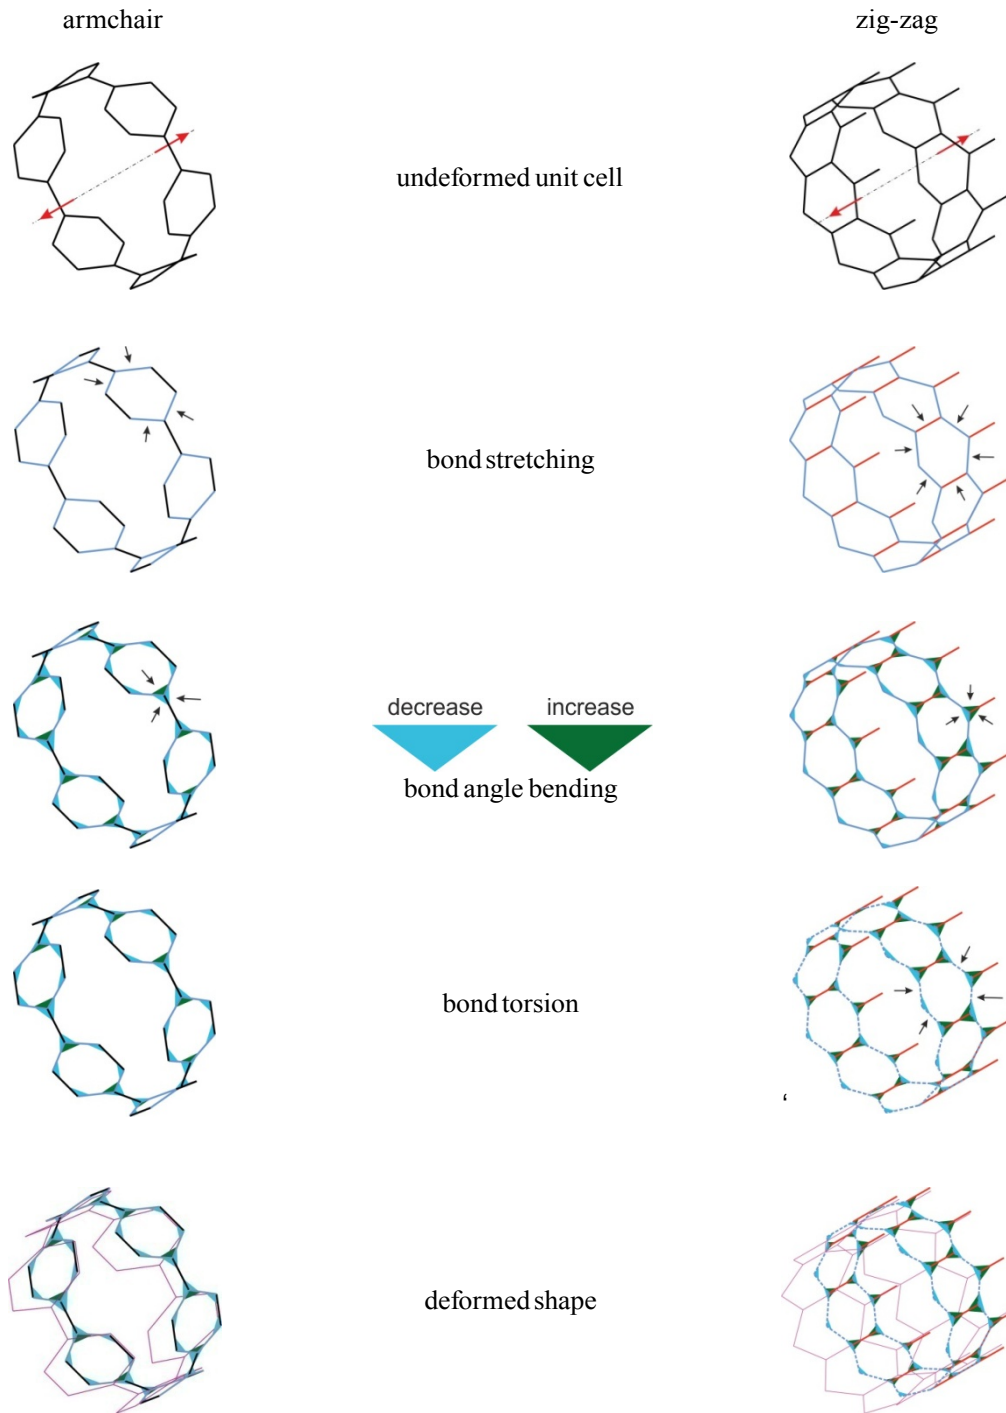 armchair
zig-zag
undeformed unit cell
bond stretching
decrease
increase
bond angle bending
bond torsion
‘
deformed shape